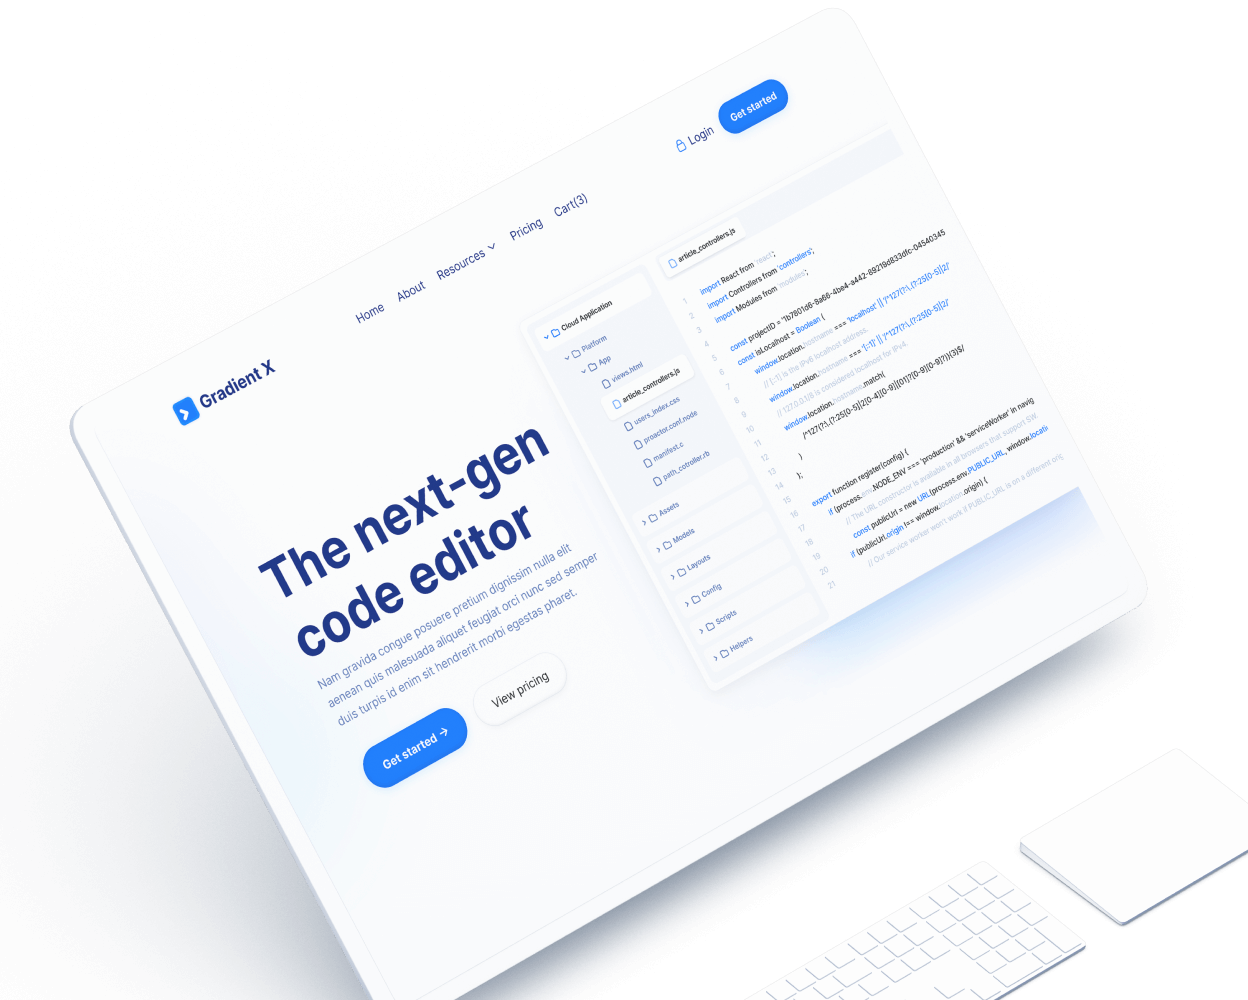 Gradient X
Home
About
Resources
Pricing
Cart(3)
Login
Get started
The next-gen
code editor
Nam gravida congue posuere pretium dignissim nulla elit
aenean quis malesuada aliquet feugiat orci nunc sed semper
duis turpis id enim sit hendrerit morbi egestas pharet.
Get started →
View pricing
Cloud Application
Platform
App
views.html
article_controllers.js
users_index.css
proactor.conf.node
manifest.c
path_cotroller.rb
Assets
Models
Layouts
Config
Scripts
Helpers
article_controllers.js
1 import React from 'react';
2 import Controllers from 'controllers';
3 import Modules from 'modules';
4
5 const projectID = '1b7801d6-8a66-4be4-a442-89219d833dfc-04540345
6 const isLocalhost = Boolean (
7 window.location.hostname === 'localhost' || /^127(?:\.(?:25[0-5]|2[/
8 // [::1] is the IPv6 localhost address.
9 window.location.hostname === '[::1]' || /^127(?:\.(?:25[0-5]|2[/
10 // 127.0.0.1/8 is considered localhost for IPv4.
11 window.location.hostname.match(
12 /^127(?:\.(?:25[0-5]|2[0-4][0-9]|[01]?[0-9][0-9]?)){3}$/
13 )
14 );
15
16 export function register(config) {
17 if (process.env.NODE_ENV === 'production' && 'serviceWorker' in navig
18 // The URL constructor is available in all browsers that support SW.
19 const publicUrl = new URL(process.env.PUBLIC_URL, window.locati
20 if (publicUrl.origin !== window.location.origin) {
21 // Our service worker won't work if PUBLIC_URL is on a different orig